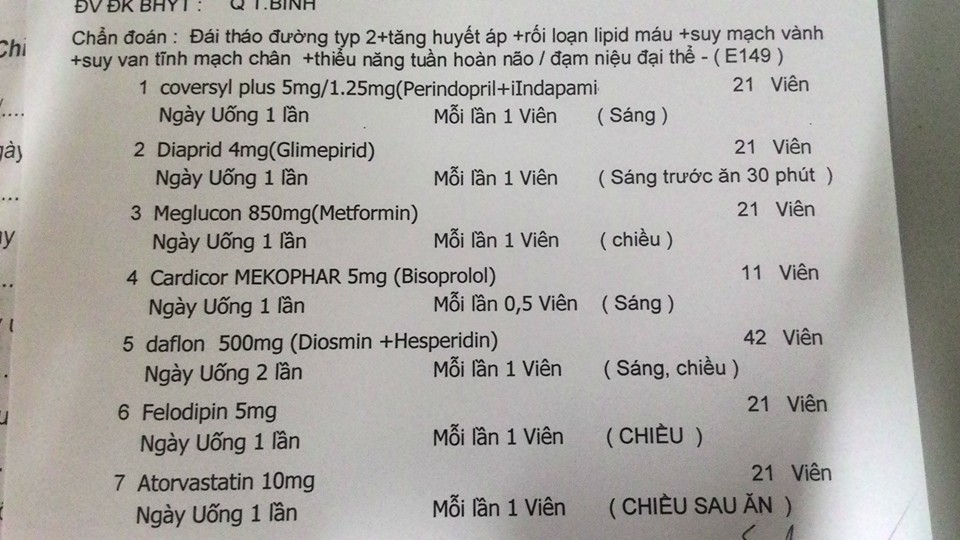 ĐV ĐK BHYT : Q T.BÌNH
Chẩn đoán : Đái tháo đường typ 2+tăng huyết áp +rối loạn lipid máu +suy mạch vành
+suy van tĩnh mạch chân +thiểu năng tuần hoàn não / đạm niệu đại thể - ( E149 )
1 coversyl plus 5mg/1.25mg(Perindopril+iIndapami 21 Viên
Ngày Uống 1 lần Mỗi lần 1 Viên ( Sáng )
2 Diaprid 4mg(Glimepirid) 21 Viên
Ngày Uống 1 lần Mỗi lần 1 Viên ( Sáng trước ăn 30 phút )
3 Meglucon 850mg(Metformin) 21 Viên
Ngày Uống 1 lần Mỗi lần 1 Viên ( chiều )
4 Cardicor MEKOPHAR 5mg (Bisoprolol) 11 Viên
Ngày Uống 1 lần Mỗi lần 0,5 Viên ( Sáng )
5 daflon 500mg (Diosmin +Hesperidin) 42 Viên
Ngày Uống 2 lần Mỗi lần 1 Viên ( Sáng, chiều )
6 Felodipin 5mg 21 Viên
Ngày Uống 1 lần Mỗi lần 1 Viên ( CHIỀU )
7 Atorvastatin 10mg 21 Viên
Ngày Uống 1 lần Mỗi lần 1 Viên ( CHIỀU SAU ĂN )